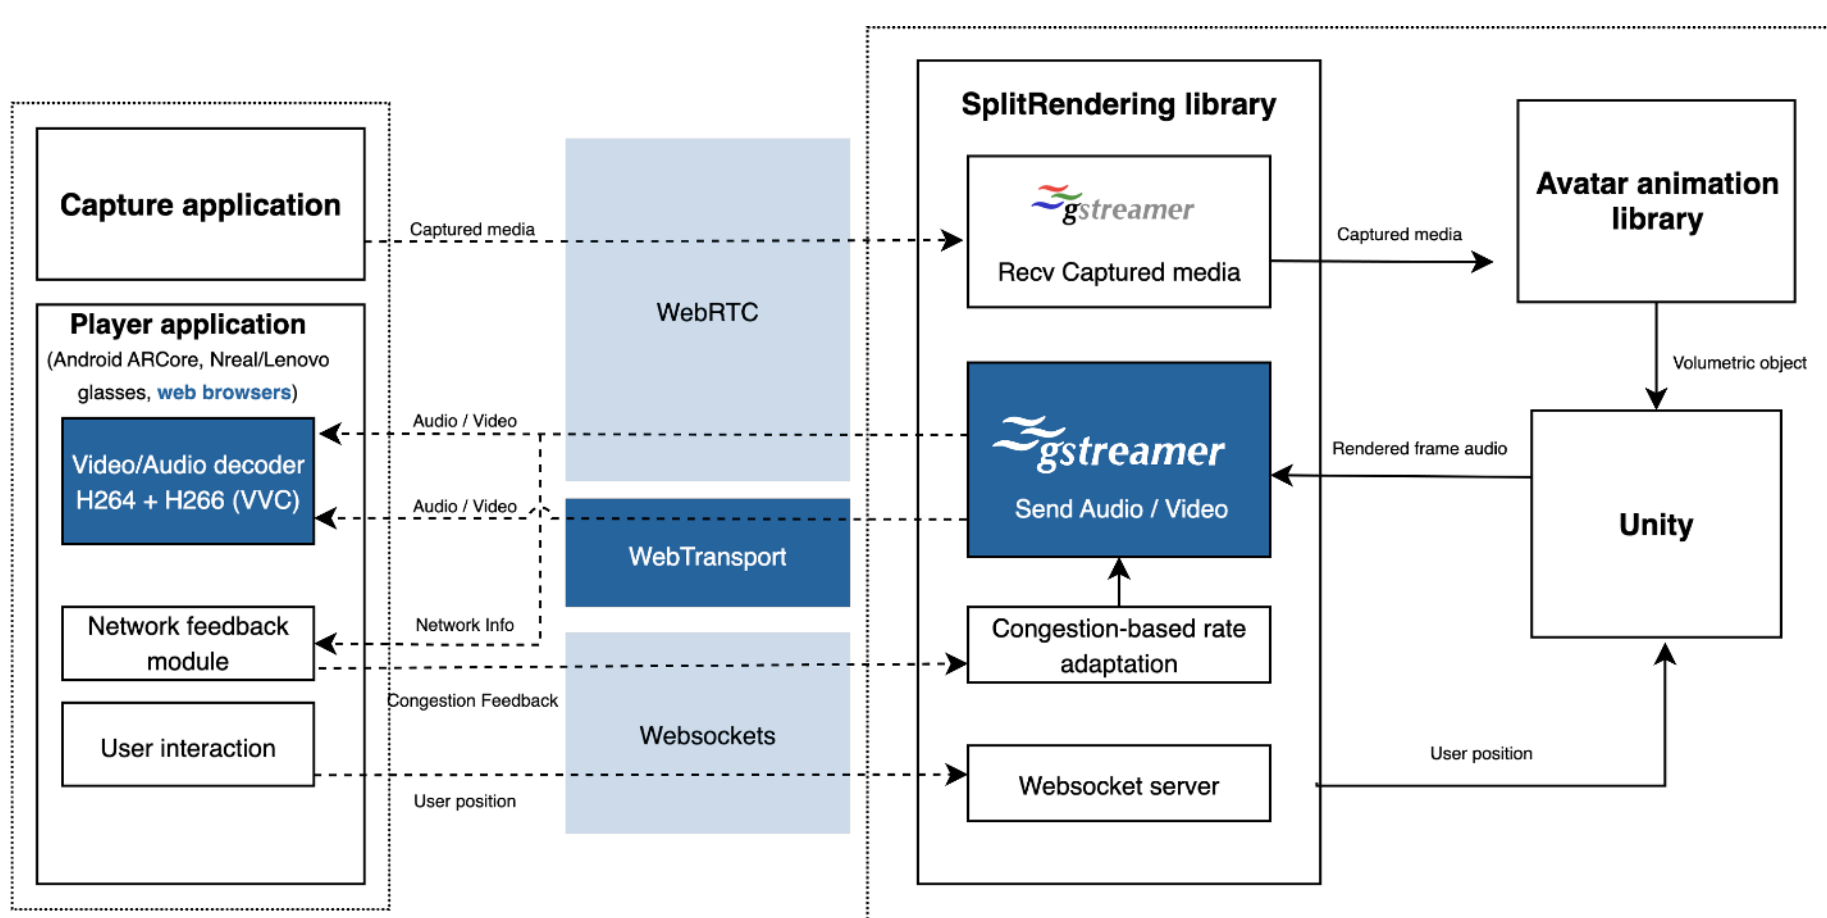 Capture application
Player application
(Android ARCore, Nreal/Lenovo
glasses, web browsers)
Video/Audio decoder
H264 + H266 (VVC)
Network feedback
module
User interaction
Captured media
Audio / Video
Audio / Video
Network Info
Congestion Feedback
User position
WebRTC
WebTransport
Websockets
SplitRendering library
gstreamer
Recv Captured media
gstreamer
Send Audio / Video
Congestion-based rate
adaptation
Websocket server
Captured media
Rendered frame audio
User position
Avatar animation
library
Volumetric object
Unity